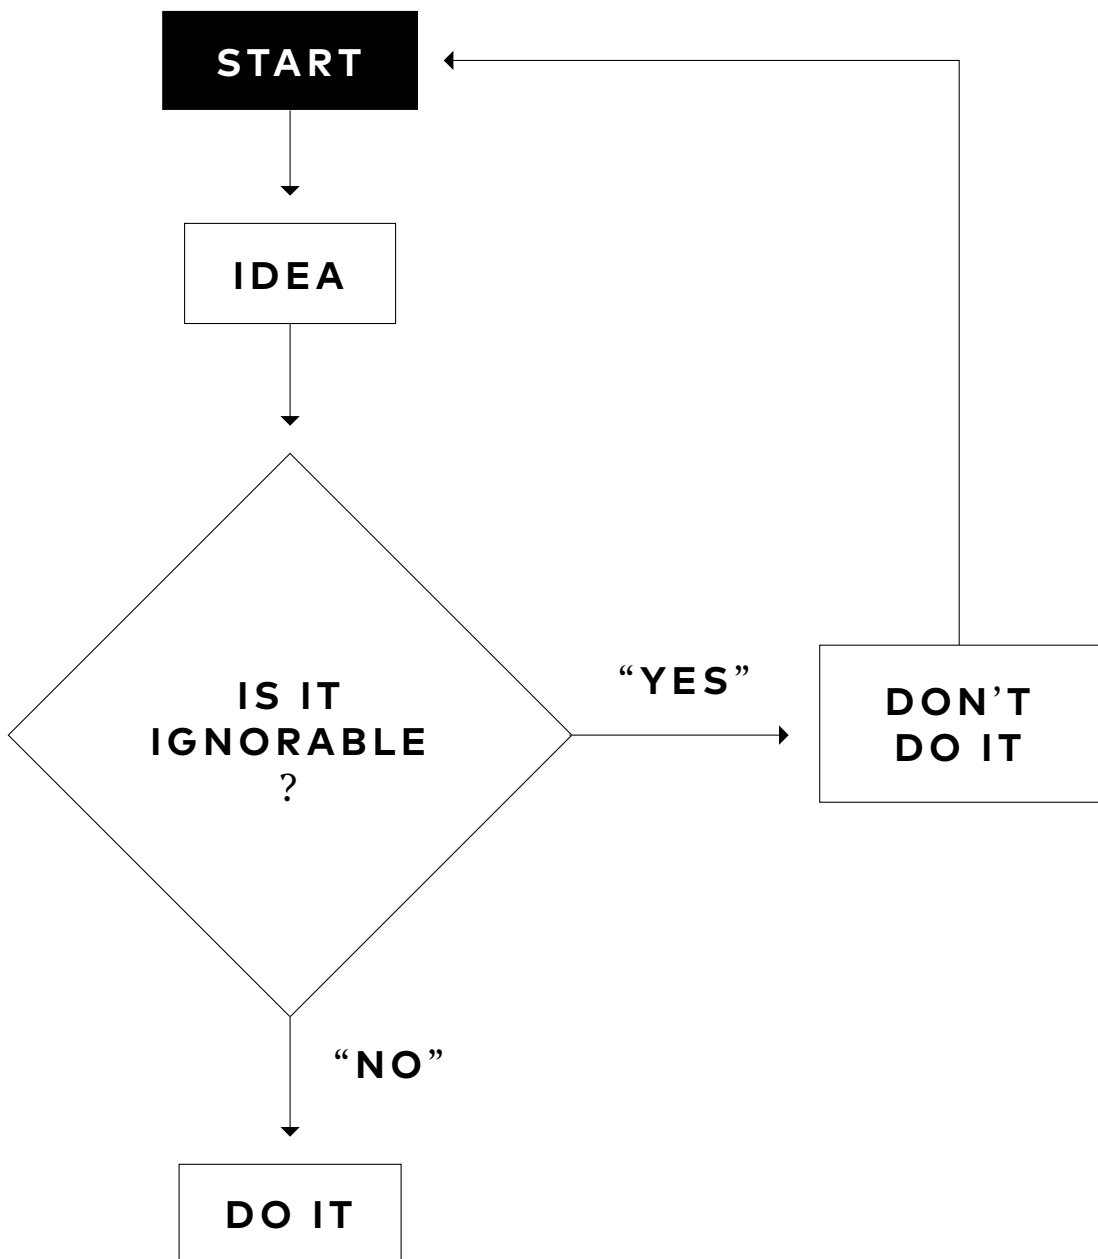 START
IDEA
IS IT
IGNORABLE
?
“YES”
DON’T
DO IT
“NO”
DO IT